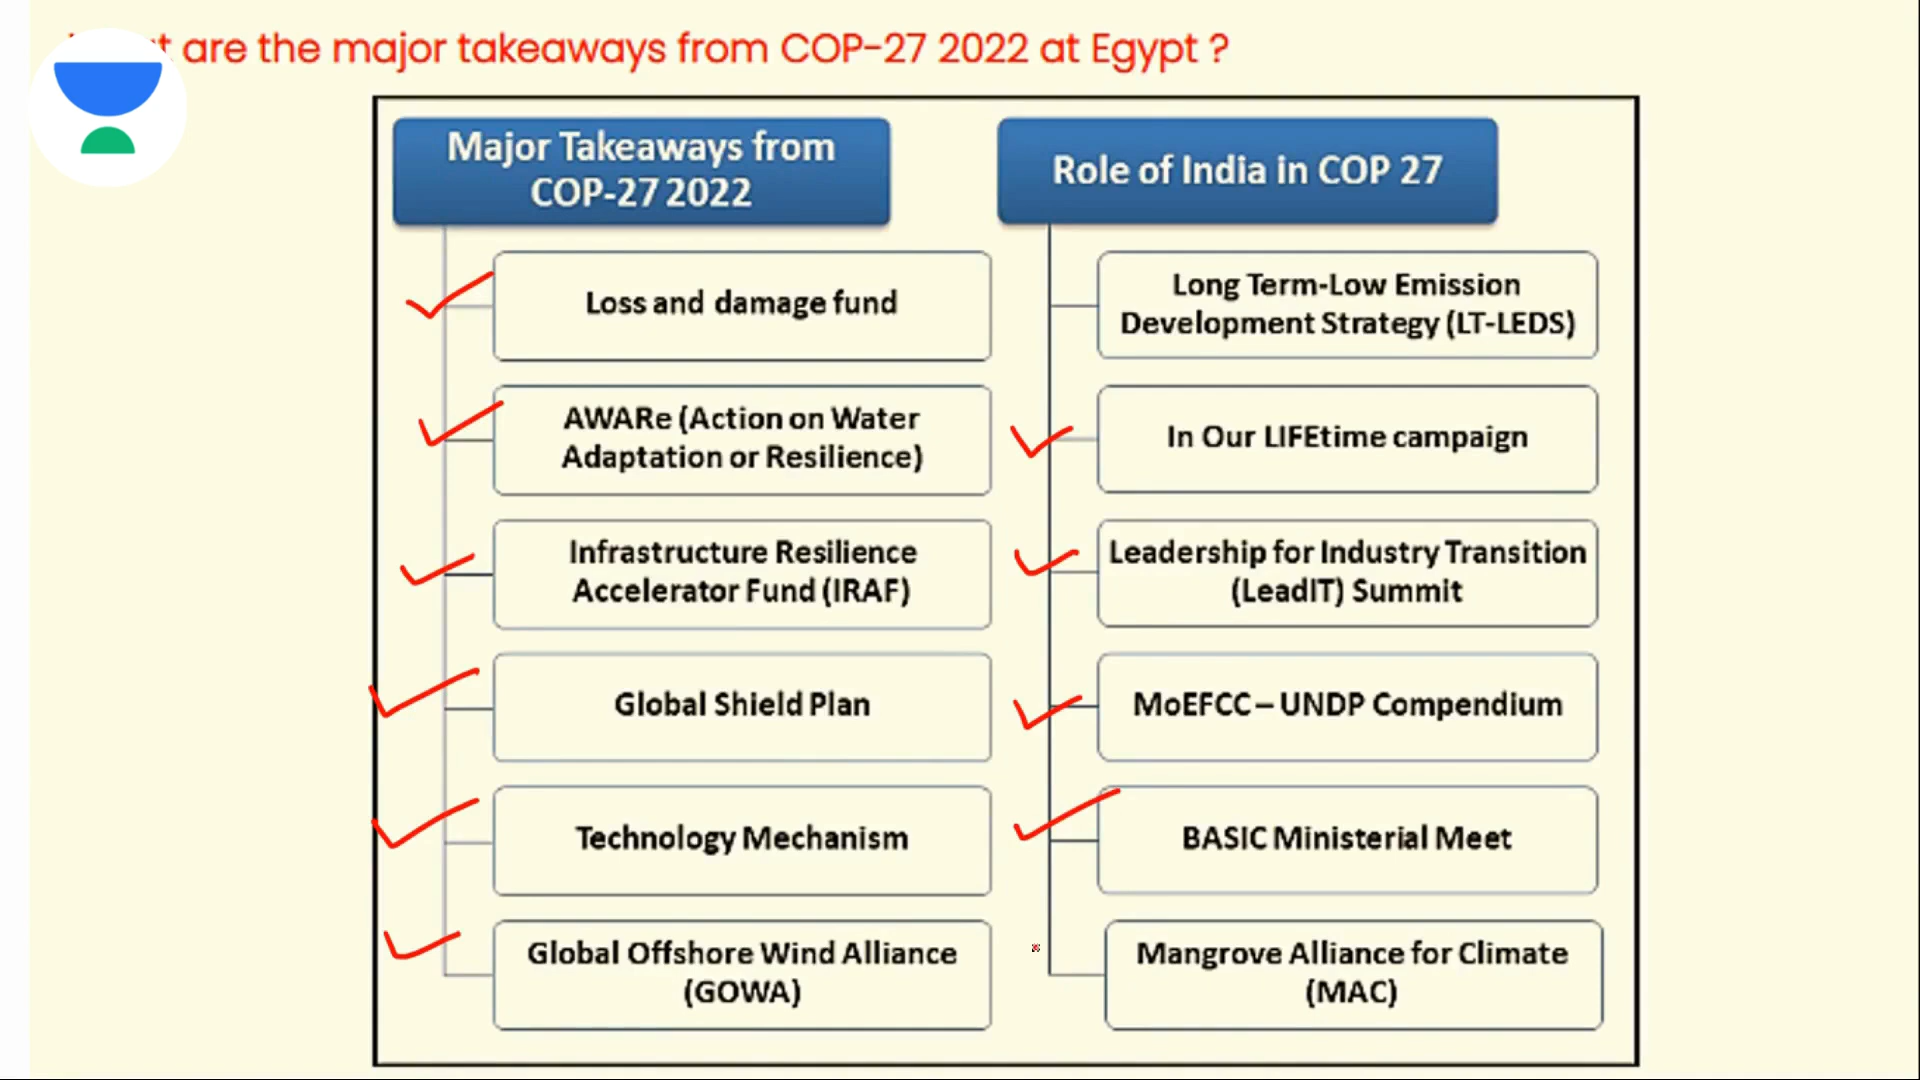 t are the major takeaways from COP-27 2022 at Egypt ?
Major Takeaways from
COP-27 2022
Loss and damage fund
AWARe (Action on Water
Adaptation or Resilience)
Infrastructure Resilience
Accelerator Fund (IRAF)
Global Shield Plan
Technology Mechanism
Global Offshore Wind Alliance
(GOWA)
Role of India in COP 27
Long Term-Low Emission
Development Strategy (LT-LEDS)
In Our LIFEtime campaign
Leadership for Industry Transition
(LeadIT) Summit
MoEFCC – UNDP Compendium
BASIC Ministerial Meet
Mangrove Alliance for Climate
(MAC)